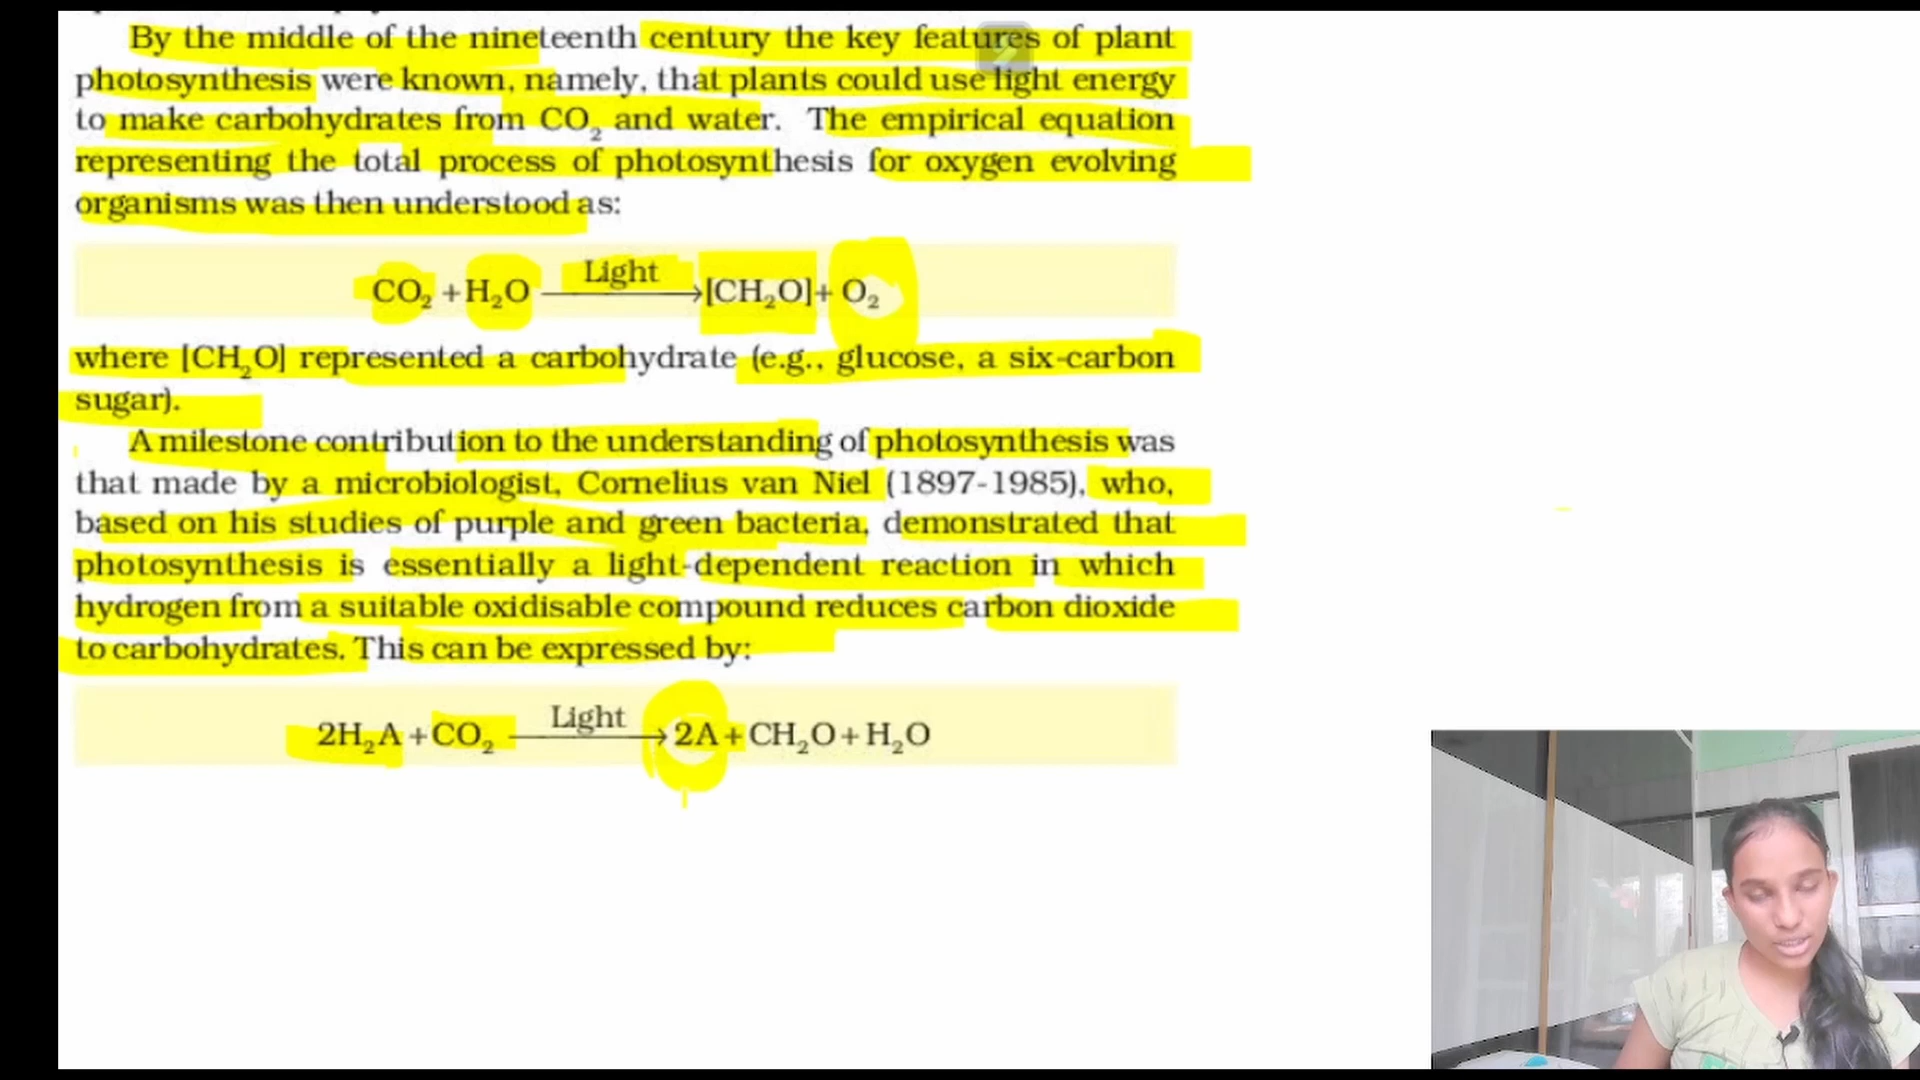 By the middle of the nineteenth century the key features of plant
photosynthesis were known, namely, that plants could use light energy
to make carbohydrates from CO₂ and water. The empirical equation
representing the total process of photosynthesis for oxygen evolving
organisms was then understood as:
CO₂ + H₂O ⟶ [CH₂O] + O₂
Light
where [CH₂O] represented a carbohydrate (e.g., glucose, a six-carbon
sugar).
A milestone contribution to the understanding of photosynthesis was
that made by a microbiologist, Cornelius van Niel (1897-1985), who,
based on his studies of purple and green bacteria, demonstrated that
photosynthesis is essentially a light-dependent reaction in which
hydrogen from a suitable oxidisable compound reduces carbon dioxide
to carbohydrates. This can be expressed by:
2H₂A + CO₂ ⟶ 2A + CH₂O + H₂O
Light